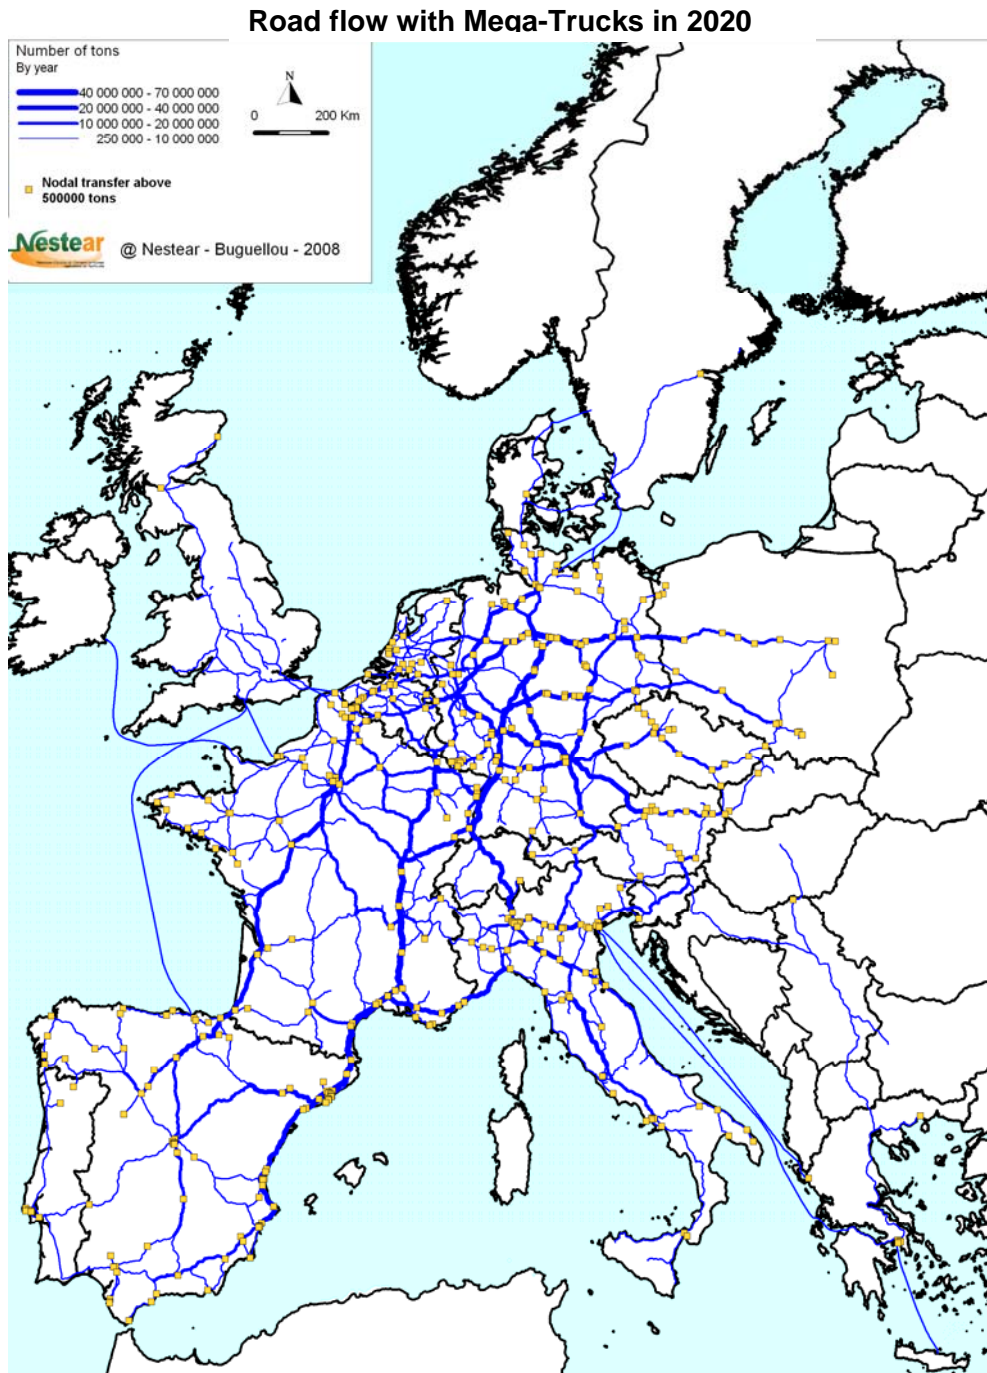 Road flow with Mega-Trucks in 2020
Number of tons
By year
40 000 000 - 70 000 000
20 000 000 - 40 000 000
10 000 000 - 20 000 000
250 000 - 10 000 000
N
0 200 Km
Nodal transfer above
500000 tons
Nestear
@ Nestear - Buguellou - 2008